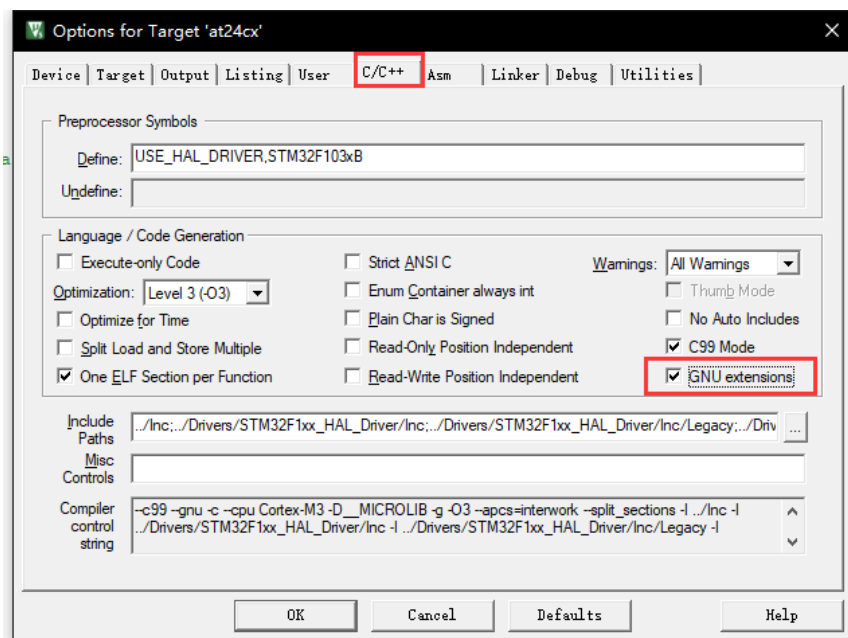 Options for Target 'at24cx'
Device | Target | Output | Listing | User C/C++ Asm | Linker | Debug | Utilities |
Preprocessor Symbols
Define: USE_HAL_DRIVER,STM32F103xB
Undefine:
Language / Code Generation
Execute-only Code Strict ANSI C Warnings: All Warnings
Optimization: Level 3 (-O3) Enum Container always int Thumb Mode
Optimize for Time Plain Char is Signed No Auto Includes
Split Load and Store Multiple Read-Only Position Independent C99 Mode
One ELF Section per Function Read-Write Position Independent GNU extensions
Include Paths ../Inc;../Drivers/STM32F1xx_HAL_Driver/Inc;../Drivers/STM32F1xx_HAL_Driver/Inc/Legacy;../Driv ...
Misc Controls
Compiler control string --c99 --gnu -c --cpu Cortex-M3 -D__MICROLIB -g -O3 --apcs=interwork --split_sections -I ../Inc -I
../Drivers/STM32F1xx_HAL_Driver/Inc -I ../Drivers/STM32F1xx_HAL_Driver/Inc/Legacy -I
OK Cancel Defaults Help